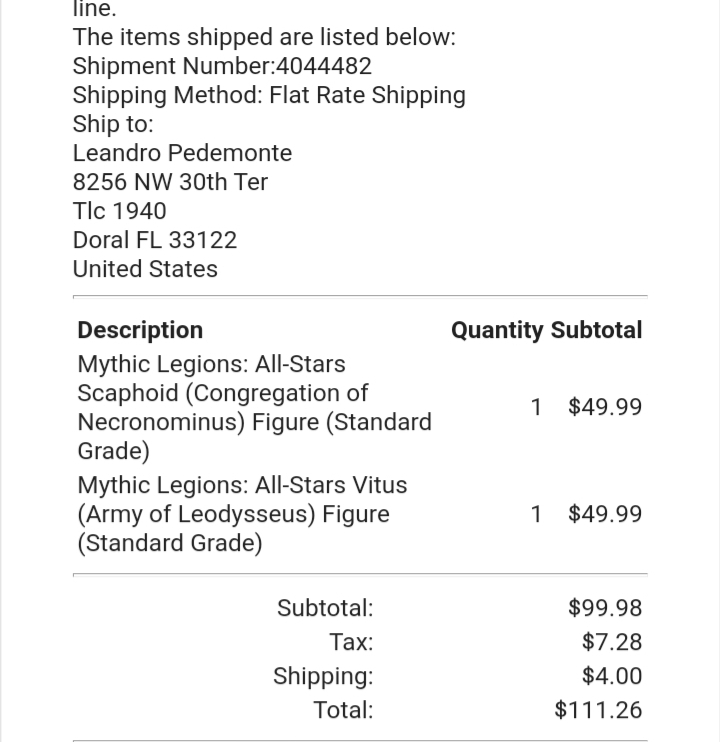 line.
The items shipped are listed below:
Shipment Number:4044482
Shipping Method: Flat Rate Shipping
Ship to:
Leandro Pedemonte
8256 NW 30th Ter
Tlc 1940
Doral FL 33122
United States
Description Quantity Subtotal
Mythic Legions: All-Stars
Scaphoid (Congregation of
Necronominus) Figure (Standard
Grade) 1 $49.99
Mythic Legions: All-Stars Vitus
(Army of Leodysseus) Figure
(Standard Grade) 1 $49.99
Subtotal: $99.98
Tax: $7.28
Shipping: $4.00
Total: $111.26